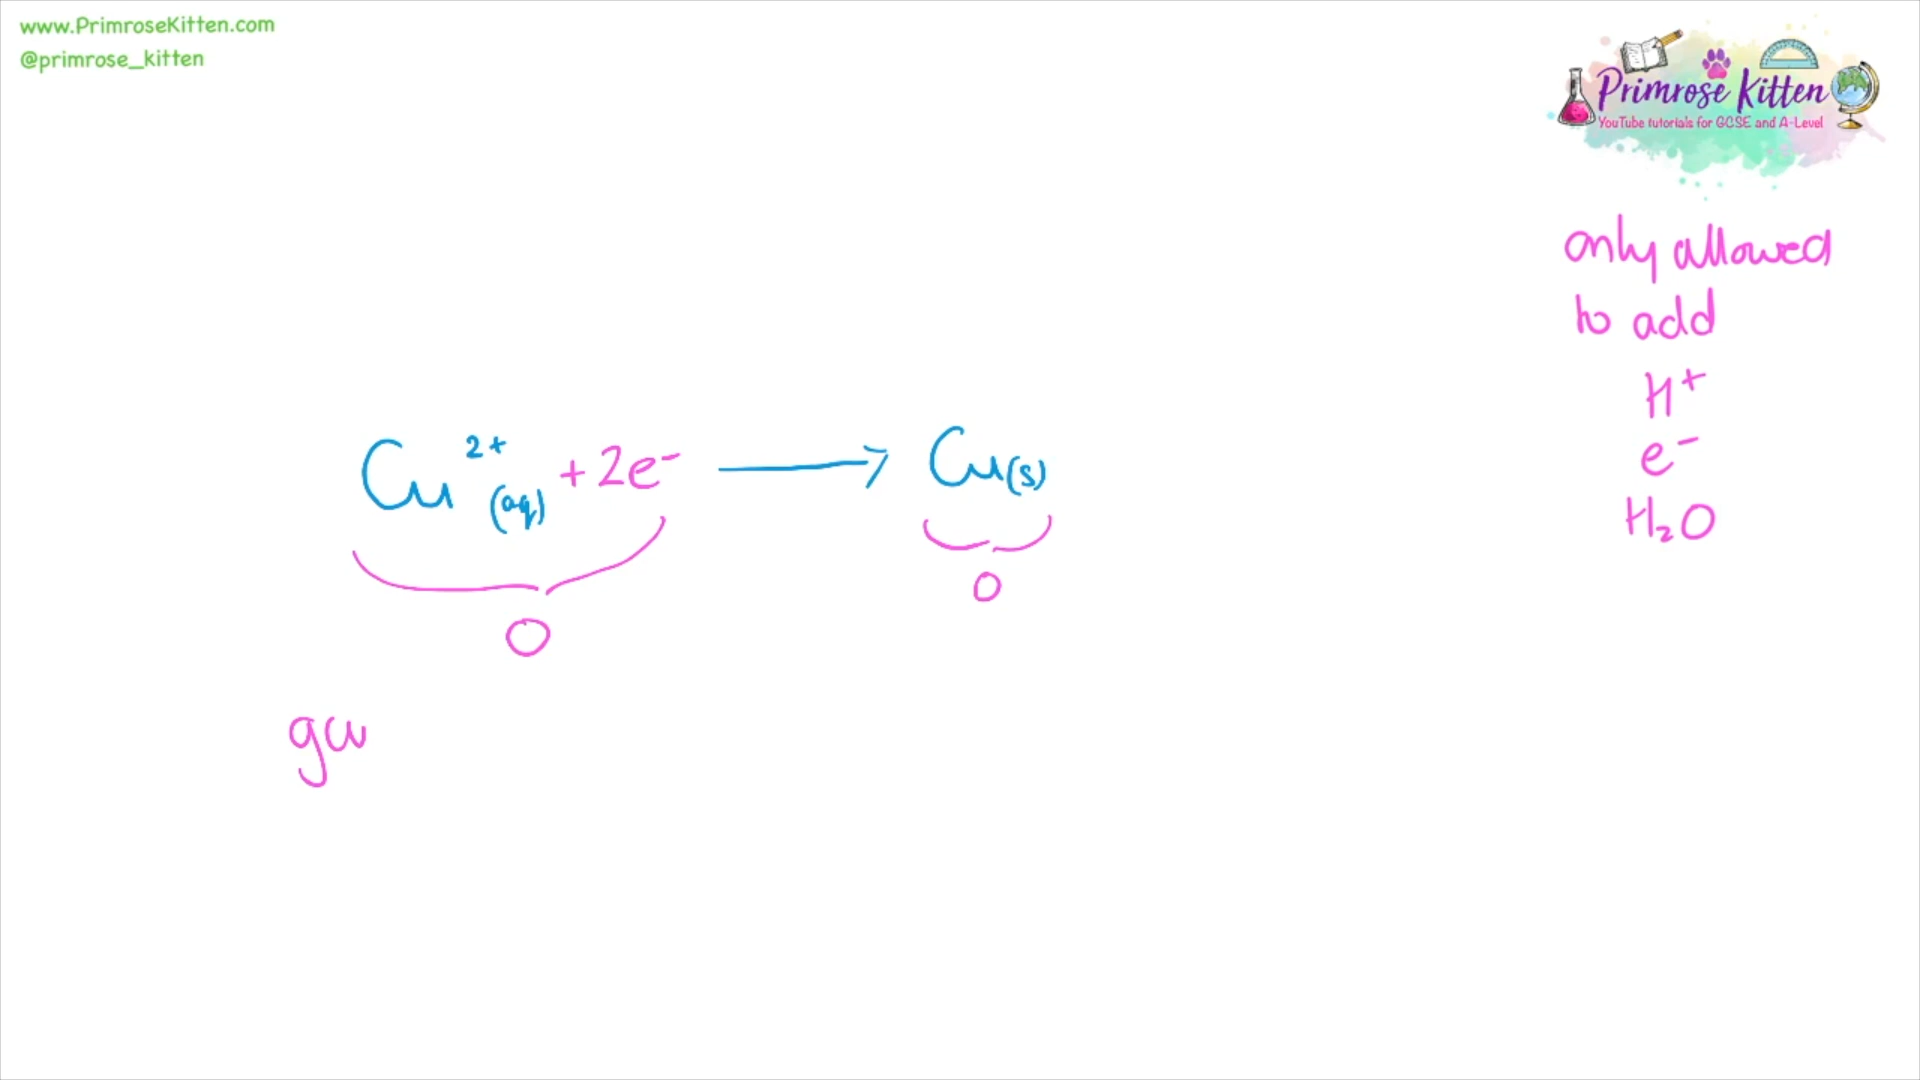 www.PrimroseKitten.com
@primrose_kitten
Primrose Kitten
YouTube tutorials for GCSE and A-Level
only allowed
to add
H⁺
e⁻
H₂O
Cu²⁺(aq) + 2e⁻ → Cu(s)
0 0
ga